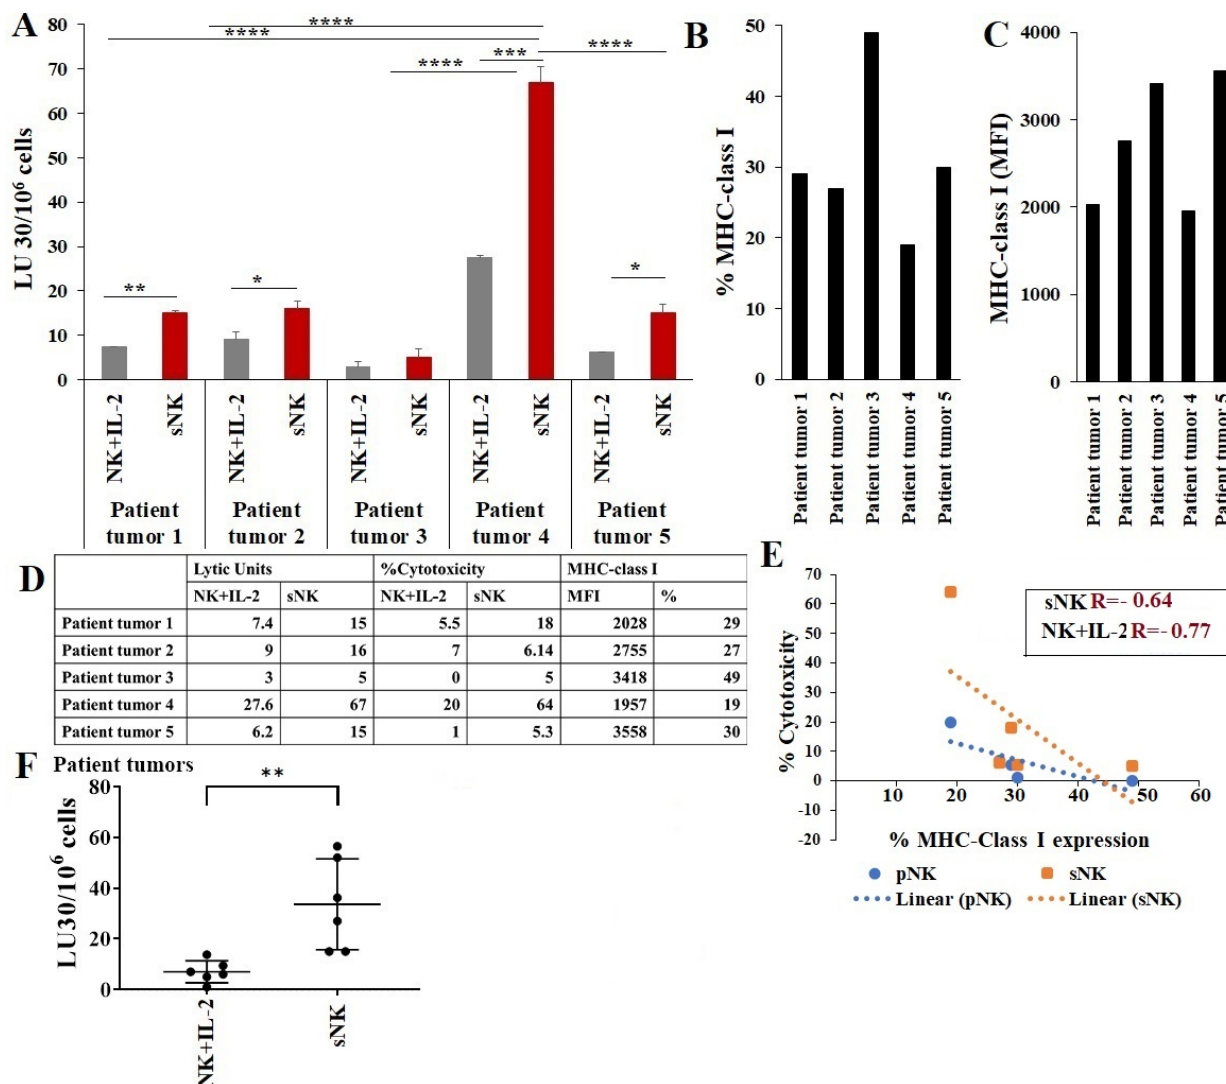 A
LU 30/10⁶ cells
80
70
60
50
40
30
20
10
0
****
****
****
***
****
**
*
*
NK+IL-2
sNK
NK+IL-2
sNK
NK+IL-2
sNK
NK+IL-2
sNK
NK+IL-2
sNK
Patient tumor 1
Patient tumor 2
Patient tumor 3
Patient tumor 4
Patient tumor 5
B
% MHC-class I
50
40
30
20
10
0
Patient tumor 1
Patient tumor 2
Patient tumor 3
Patient tumor 4
Patient tumor 5
C
MHC-class I (MFI)
4000
3000
2000
1000
0
Patient tumor 1
Patient tumor 2
Patient tumor 3
Patient tumor 4
Patient tumor 5
D
Lytic Units %Cytotoxicity MHC-class I
NK+IL-2 sNK NK+IL-2 sNK MFI %
Patient tumor 1 7.4 15 5.5 18 2028 29
Patient tumor 2 9 16 7 6.14 2755 27
Patient tumor 3 3 5 0 5 3418 49
Patient tumor 4 27.6 67 20 64 1957 19
Patient tumor 5 6.2 15 1 5.3 3558 30
E
% Cytotoxicity
70
60
50
40
30
20
10
0
-10
-20
10 20 30 40 50 60
sNK R=- 0.64
NK+IL-2 R=- 0.77
% MHC-Class I expression
pNK sNK
Linear (pNK) Linear (sNK)
F
Patient tumors
**
LU30/10⁶ cells
80
60
40
20
0
NK+IL-2
sNK